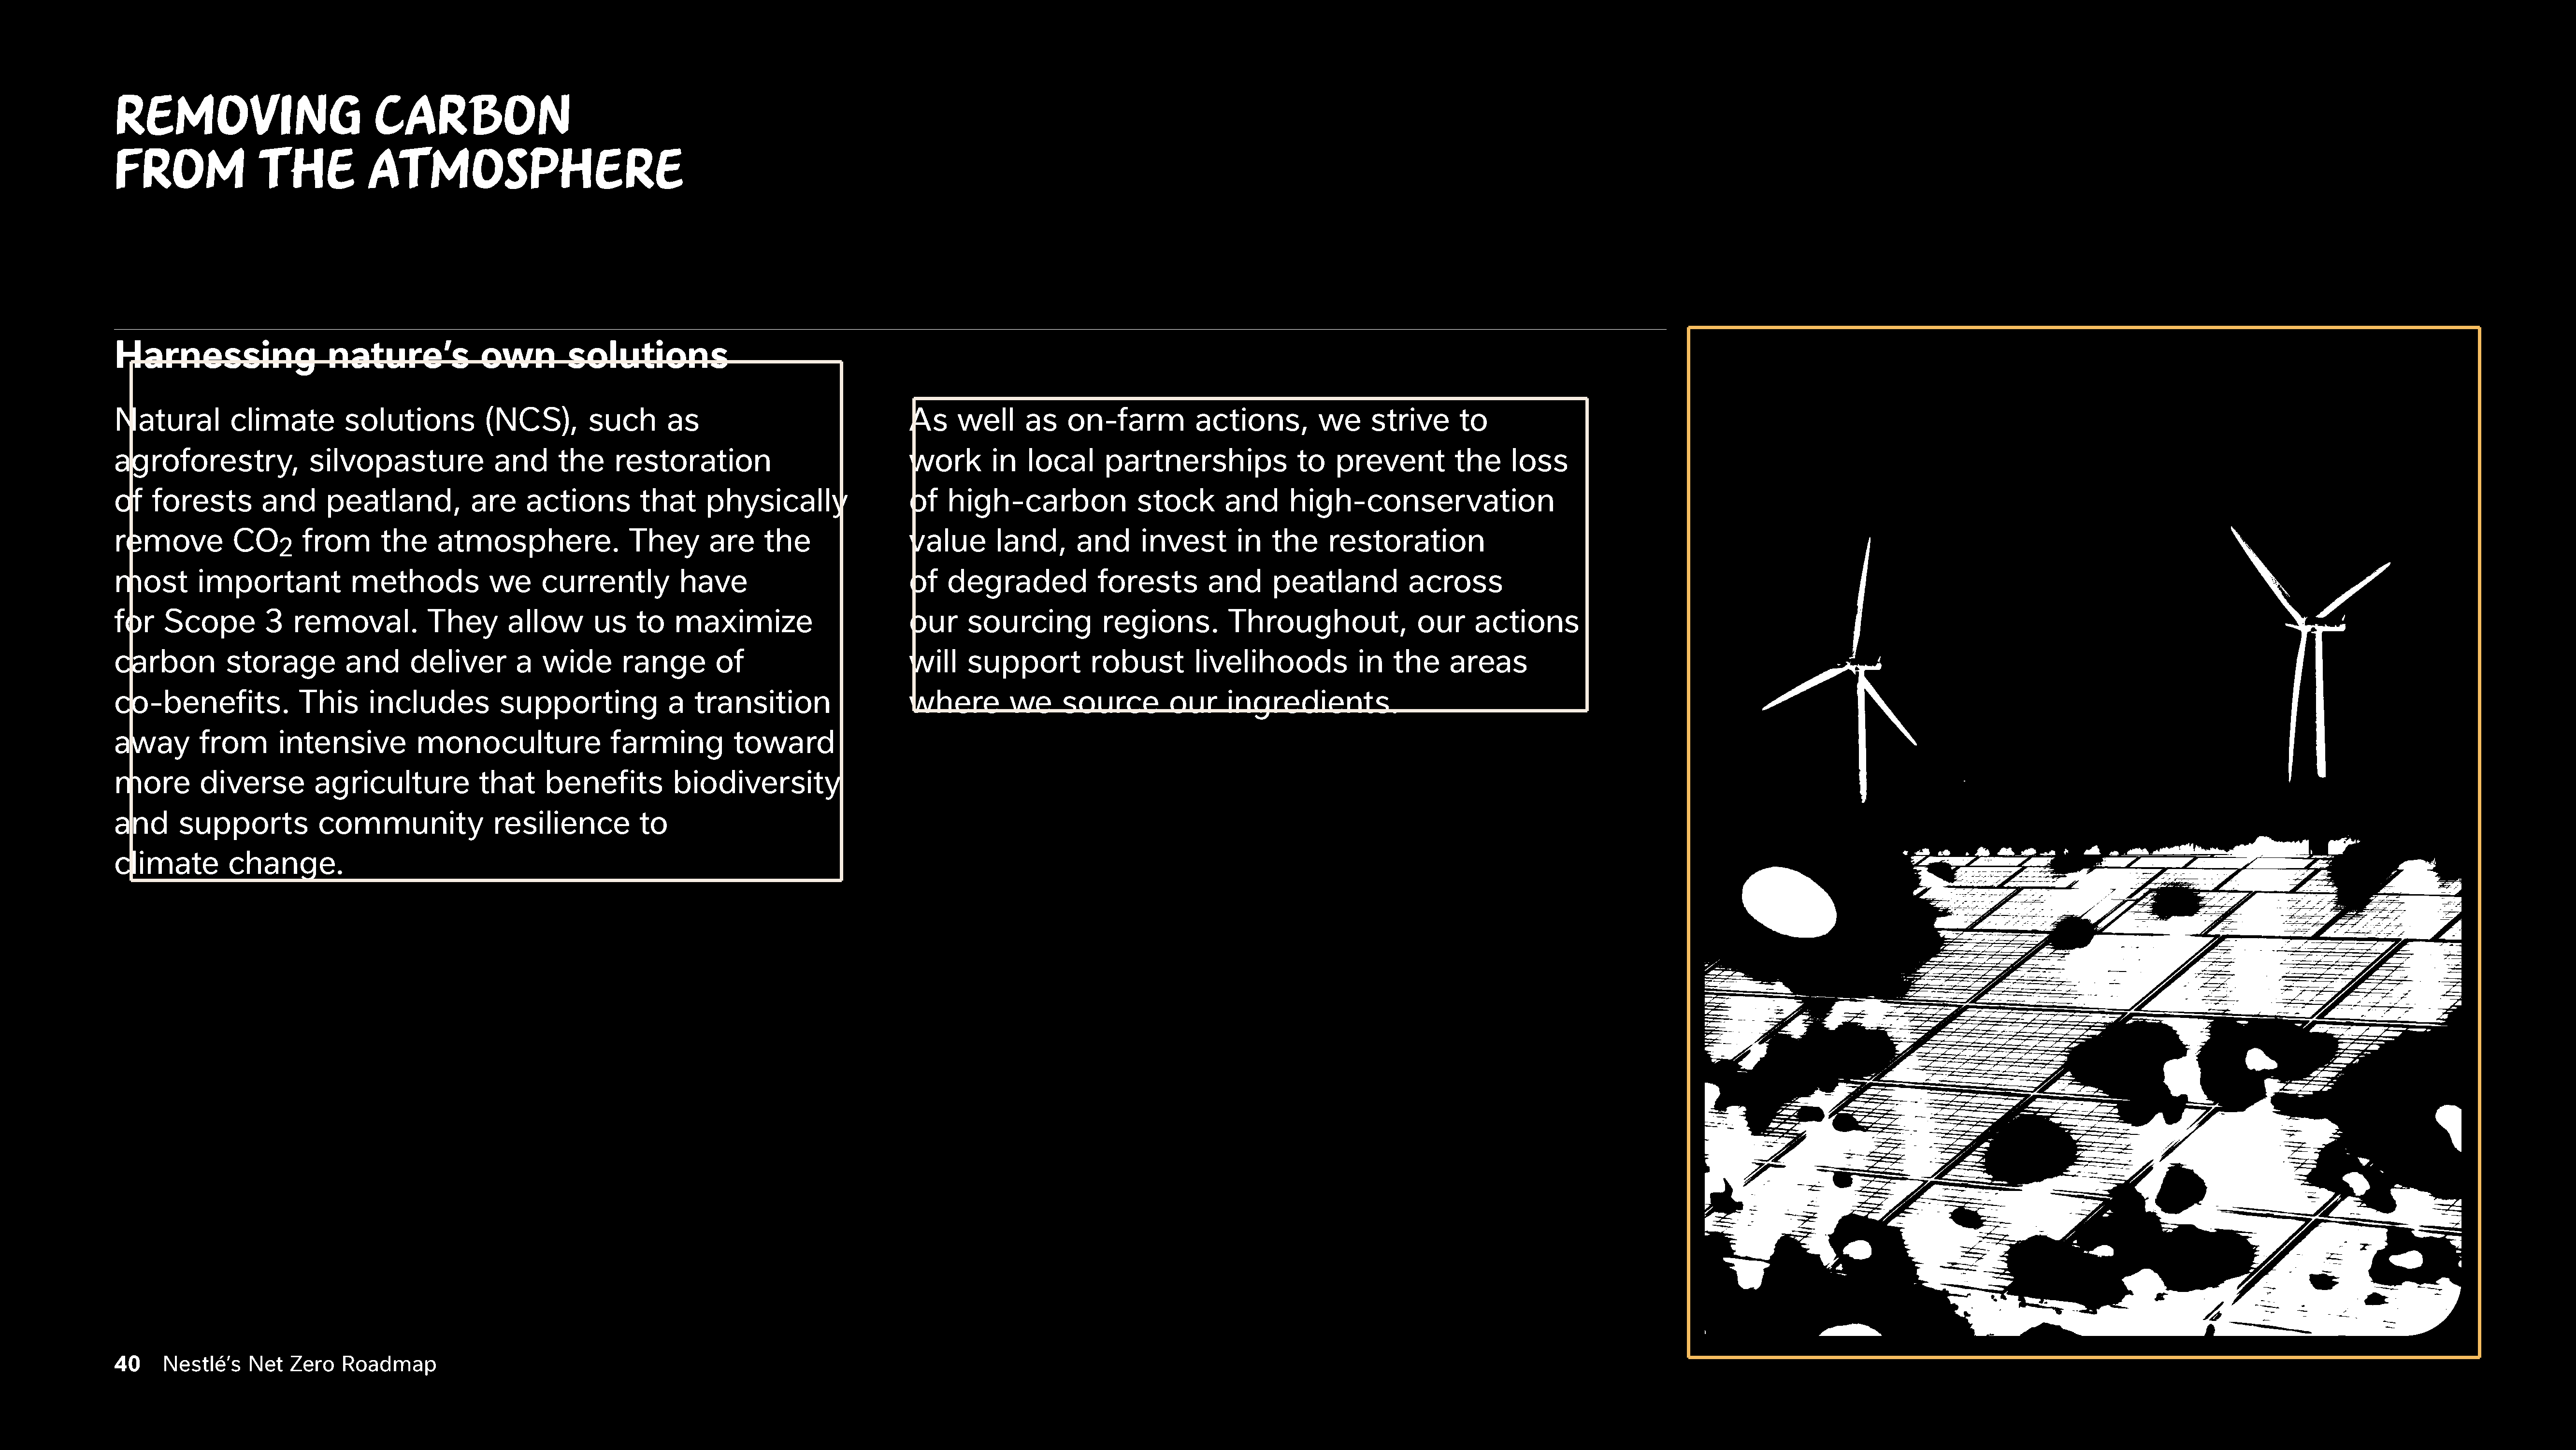 REMOVING CARBON
FROM THE ATMOSPHERE
Harnessing nature’s own solutions
Natural climate solutions (NCS), such as
agroforestry, silvopasture and the restoration
of forests and peatland, are actions that physically
remove CO2 from the atmosphere. They are the
most important methods we currently have
for Scope 3 removal. They allow us to maximize
carbon storage and deliver a wide range of
co-benefits. This includes supporting a transition
away from intensive monoculture farming toward
more diverse agriculture that benefits biodiversity
and supports community resilience to
climate change.
As well as on-farm actions, we strive to
work in local partnerships to prevent the loss
of high-carbon stock and high-conservation
value land, and invest in the restoration
of degraded forests and peatland across
our sourcing regions. Throughout, our actions
will support robust livelihoods in the areas
where we source our ingredients.
40 Nestlé’s Net Zero Roadmap